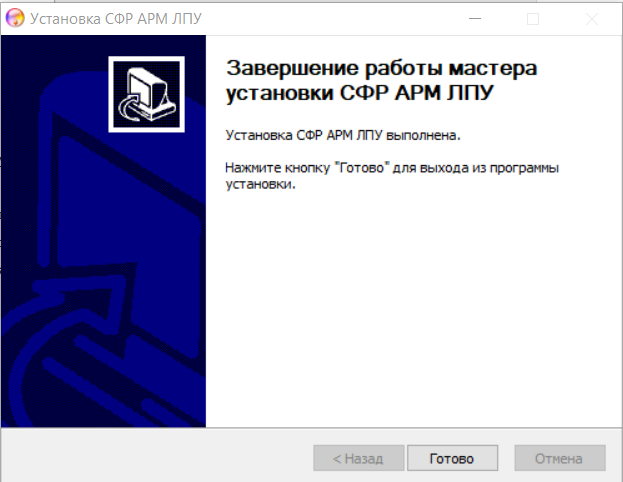 Установка СФР АРМ ЛПУ
Завершение работы мастера
установки СФР АРМ ЛПУ
Установка СФР АРМ ЛПУ выполнена.
Нажмите кнопку "Готово" для выхода из программы
установки.
< Назад
Готово
Отмена